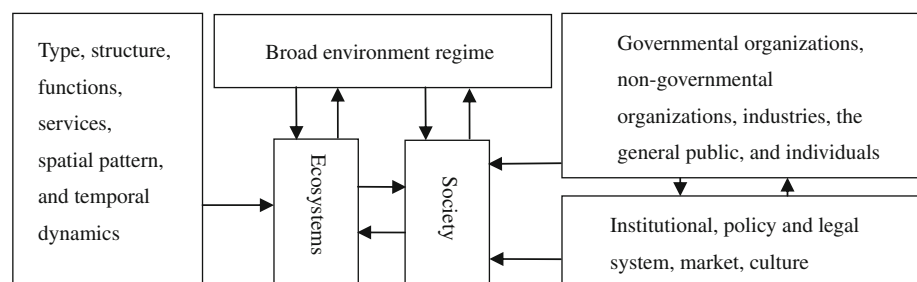 Type, structure,
functions,
services,
spatial pattern,
and temporal
dynamics
Broad environment regime
Ecosystems
Society
Governmental organizations,
non-governmental
organizations, industries, the
general public, and individuals
Institutional, policy and legal
system, market, culture